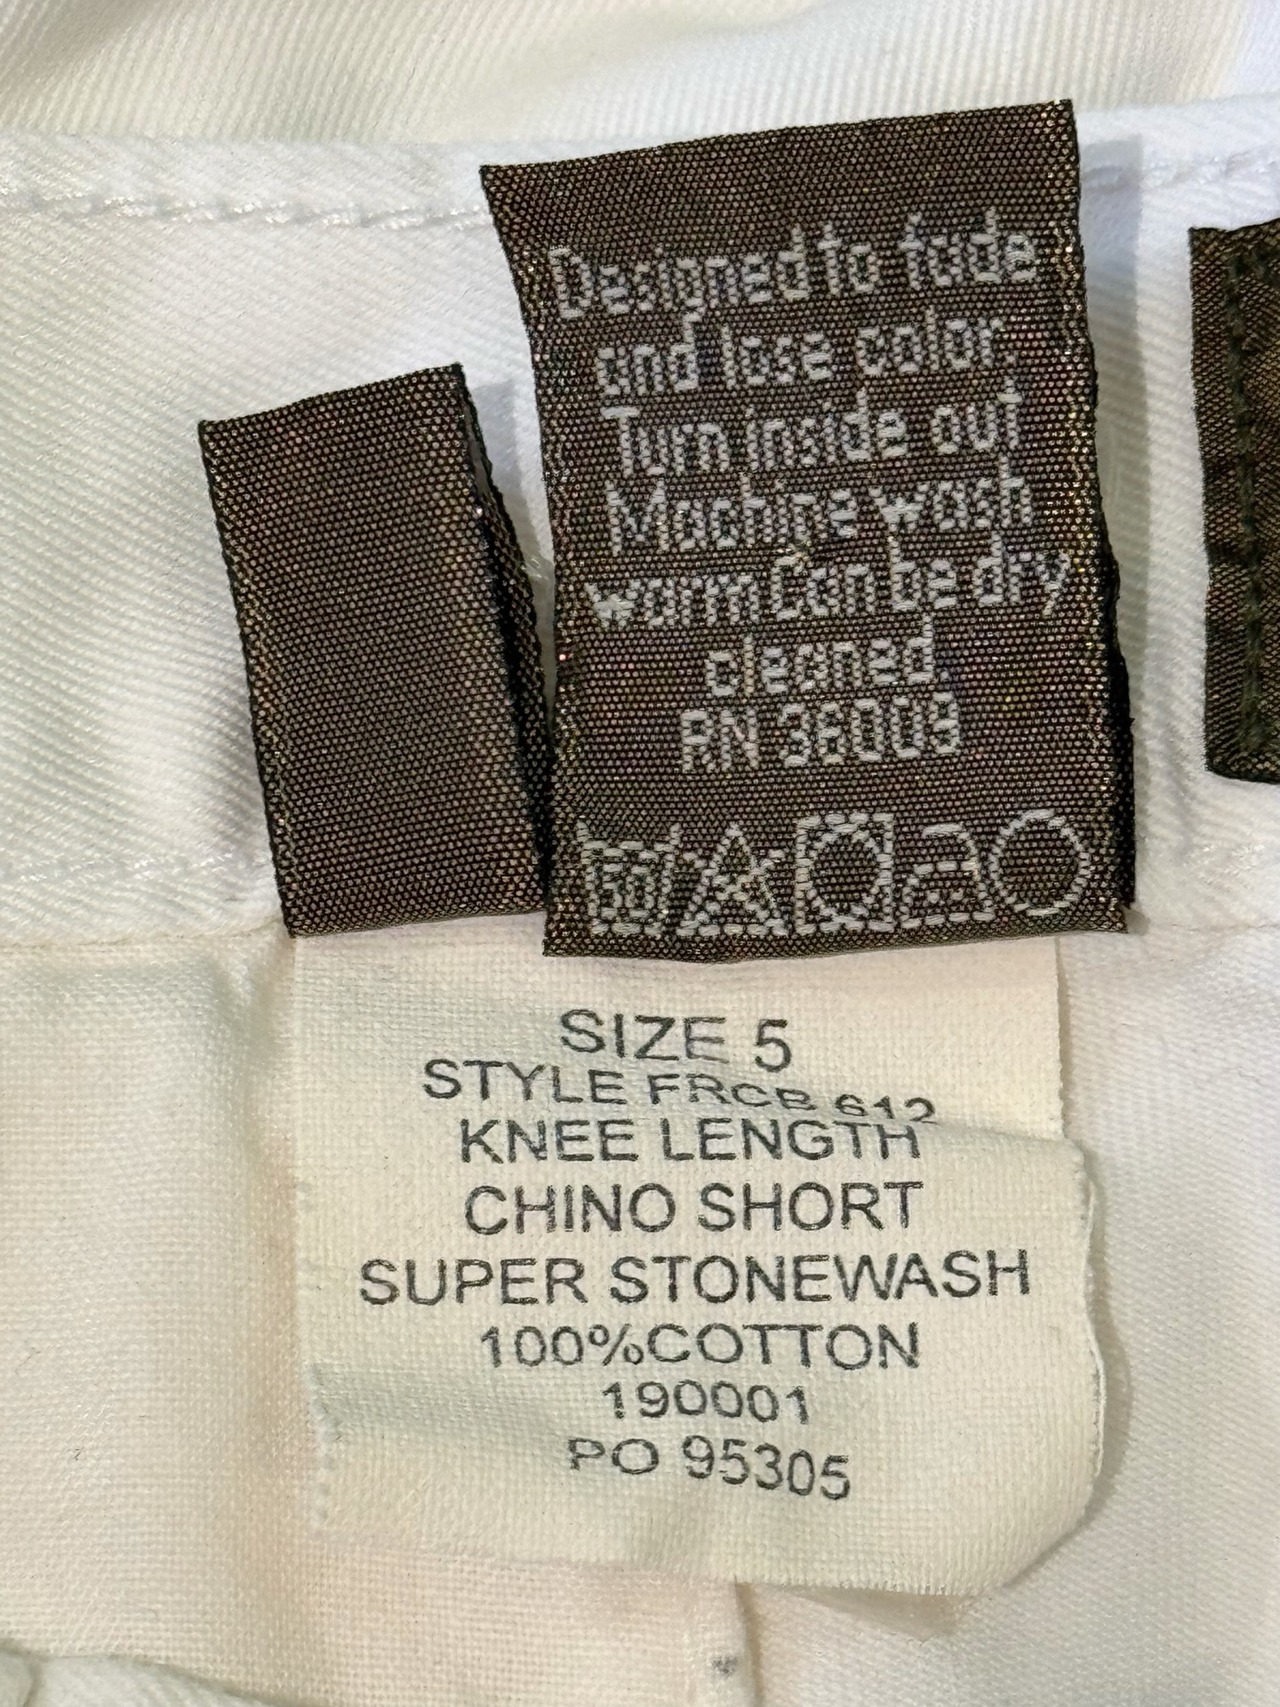 Designed to fade
and lose color.
Turn inside out
Machine wash
warm Can be dry
cleaned.
RN 36009
60°
SIZE 5
STYLE FRCB 612
KNEE LENGTH
CHINO SHORT
SUPER STONEWASH
100%COTTON
190001
PO 95305